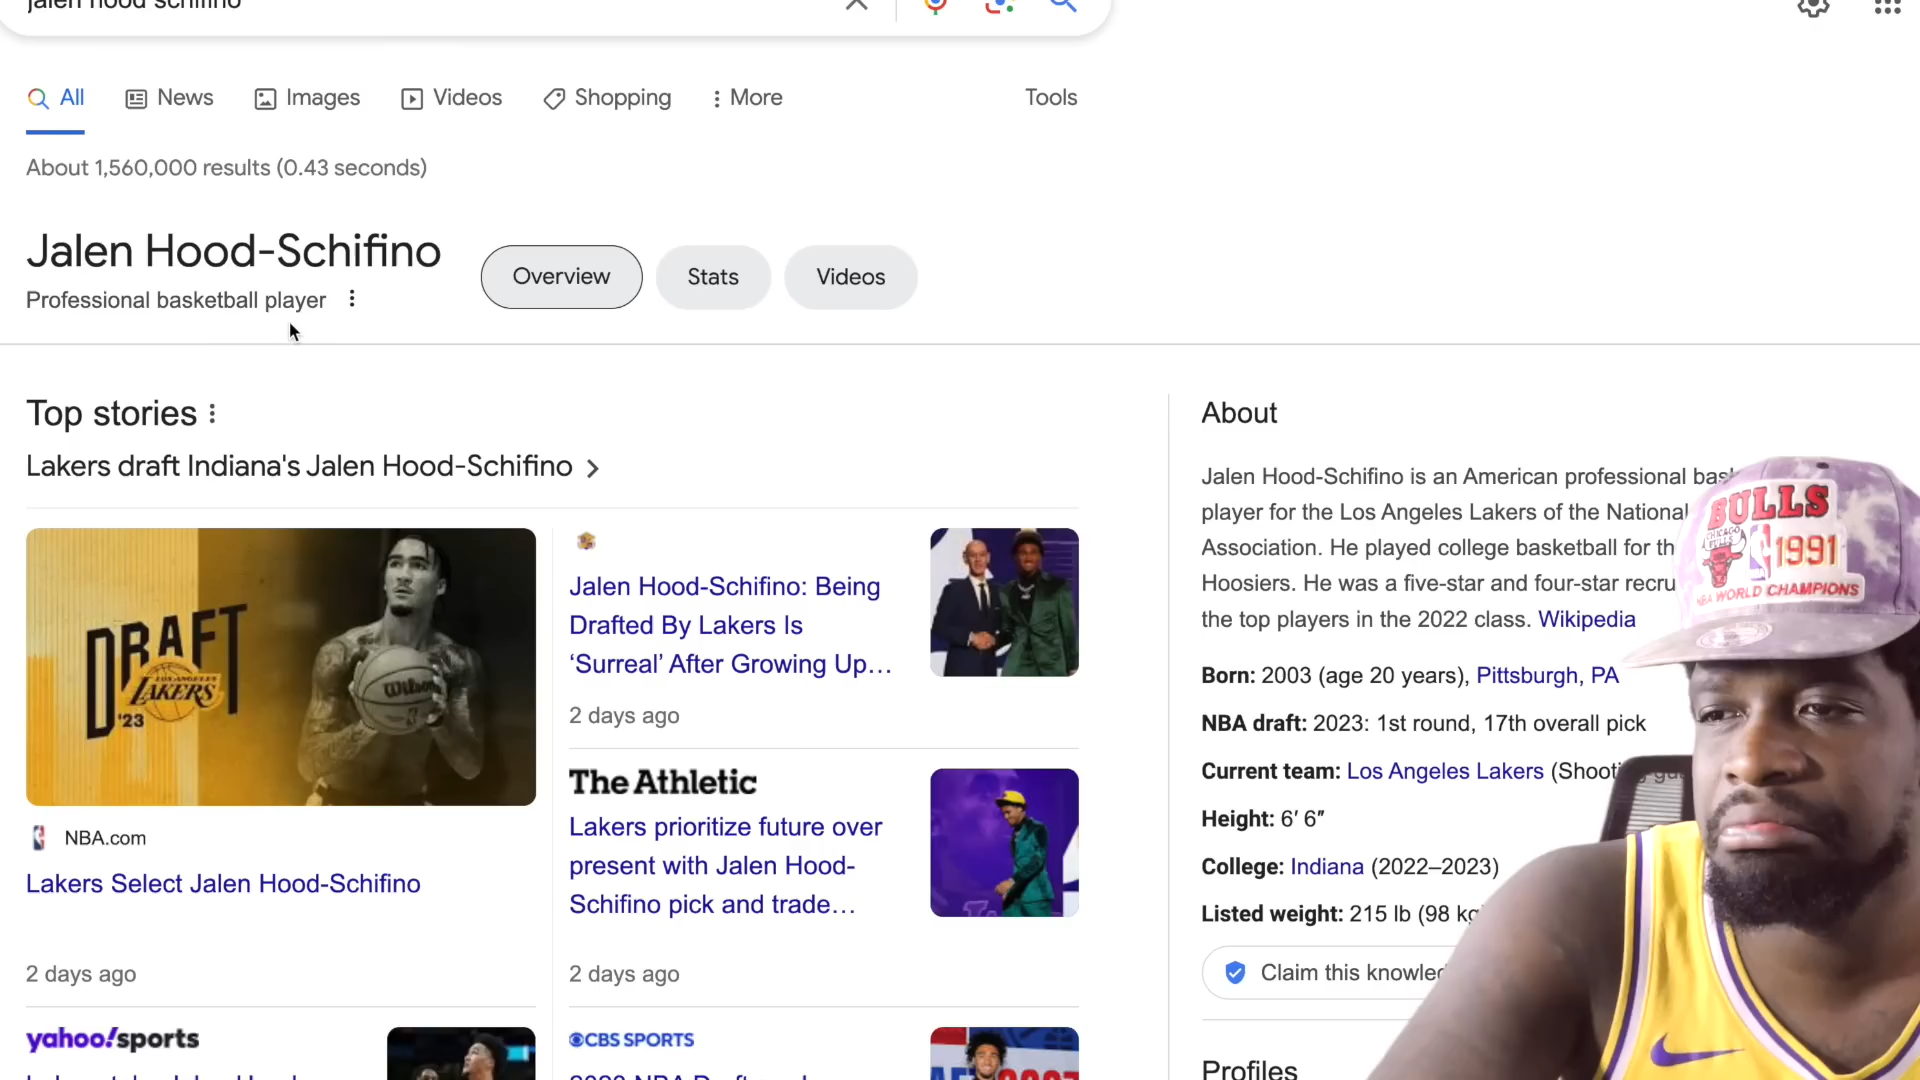 jalen hood schifino
All
News
Images
Videos
Shopping
More
Tools
About 1,560,000 results (0.43 seconds)
Jalen Hood-Schifino
Professional basketball player
Overview
Stats
Videos
Top stories
Lakers draft Indiana's Jalen Hood-Schifino
DRAFT
LOS ANGELES
LAKERS
'23
Wilson
NBA.com
Lakers Select Jalen Hood-Schifino
2 days ago
yahoo!sports
Jalen Hood-Schifino: Being
Drafted By Lakers Is
‘Surreal’ After Growing Up…
2 days ago
The Athletic
Lakers prioritize future over
present with Jalen Hood-
Schifino pick and trade…
2 days ago
CBS SPORTS
About
Jalen Hood-Schifino is an American professional
player for the Los Angeles Lakers of the National
Association. He played college basketball for
Hoosiers. He was a five-star and four-star
the top players in the 2022 class. Wikipedia
Born: 2003 (age 20 years), Pittsburgh, PA
NBA draft: 2023: 1st round, 17th overall pick
Current team: Los Angeles Lakers
Height: 6′ 6″
College: Indiana (2022–2023)
Listed weight: 215 lb (98
Claim this
Profiles
BULLS
CHICAGO
BULLS
1991
NBA WORLD CHAMPIONS